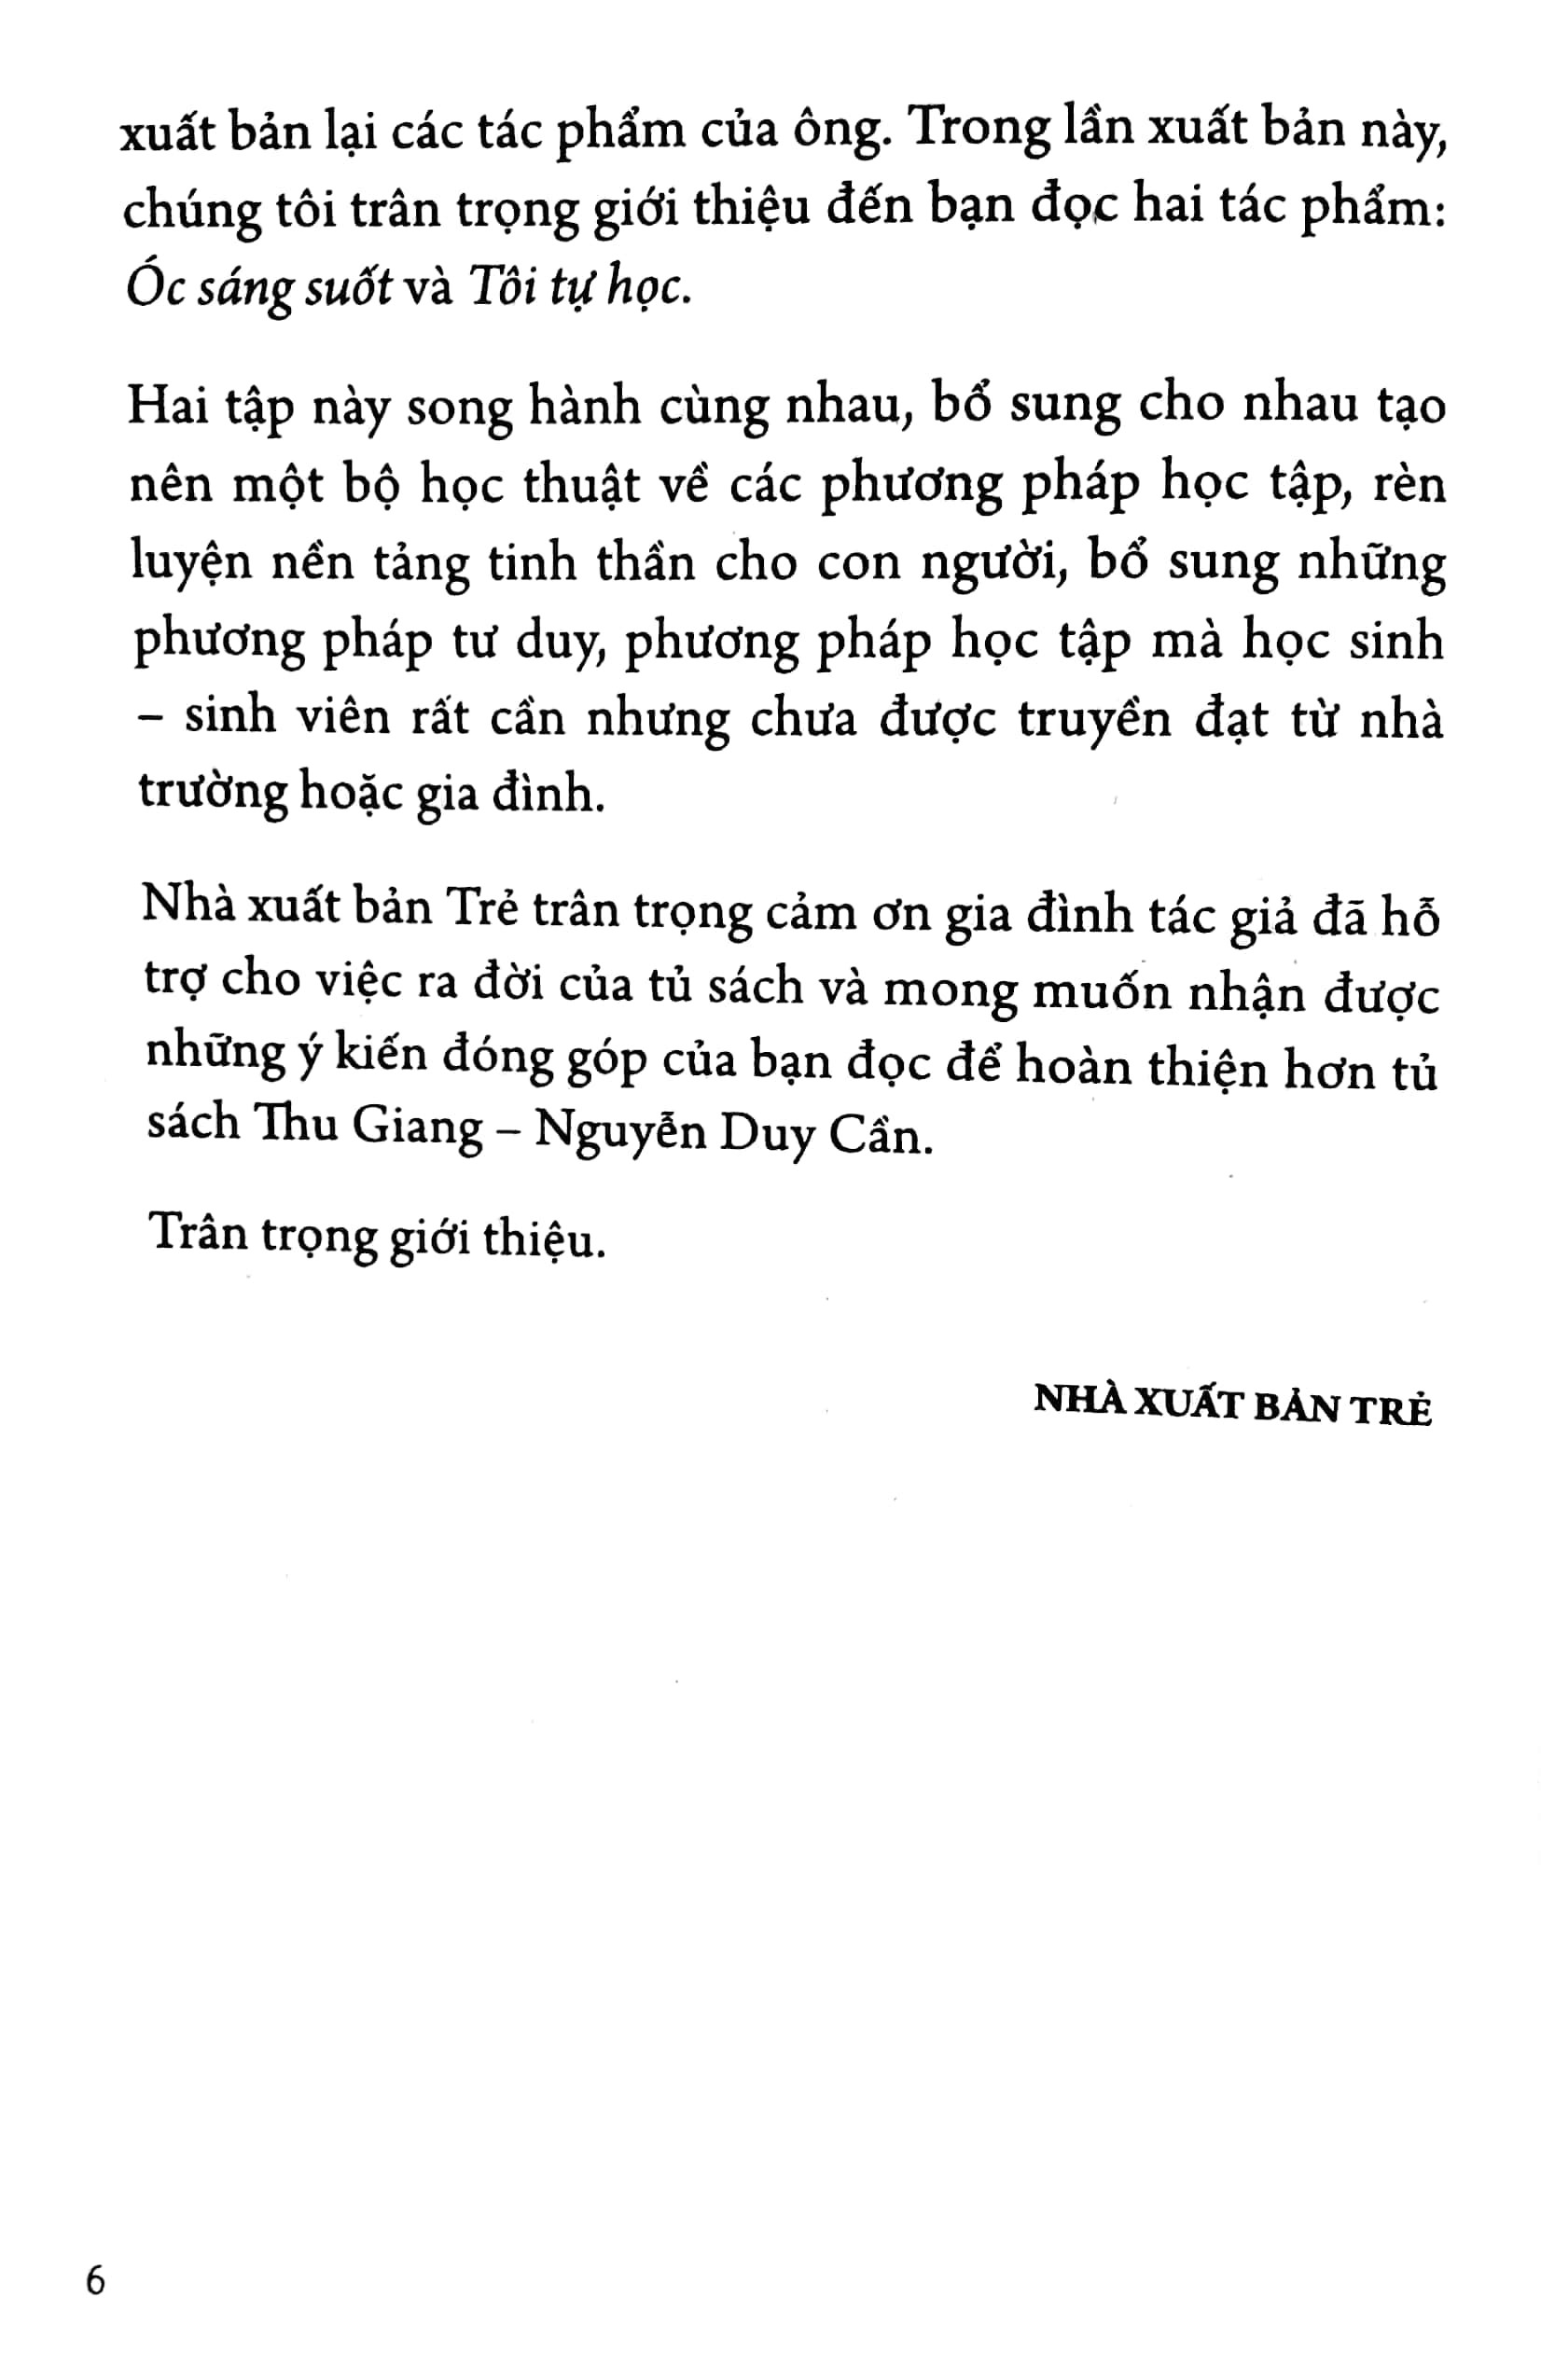 xuất bản lại các tác phẩm của ông. Trong lần xuất bản này,
chúng tôi trân trọng giới thiệu đến bạn đọc hai tác phẩm:
Óc sáng suốt và Tôi tự học.
Hai tập này song hành cùng nhau, bổ sung cho nhau tạo
nên một bộ học thuật về các phương pháp học tập, rèn
luyện nền tảng tinh thần cho con người, bổ sung những
phương pháp tư duy, phương pháp học tập mà học sinh
– sinh viên rất cần nhưng chưa được truyền đạt từ nhà
trường hoặc gia đình.
Nhà xuất bản Trẻ trân trọng cảm ơn gia đình tác giả đã hỗ
trợ cho việc ra đời của tủ sách và mong muốn nhận được
những ý kiến đóng góp của bạn đọc để hoàn thiện hơn tủ
sách Thu Giang – Nguyễn Duy Cần.
Trân trọng giới thiệu.
NHÀ XUẤT BẢN TRẺ
6